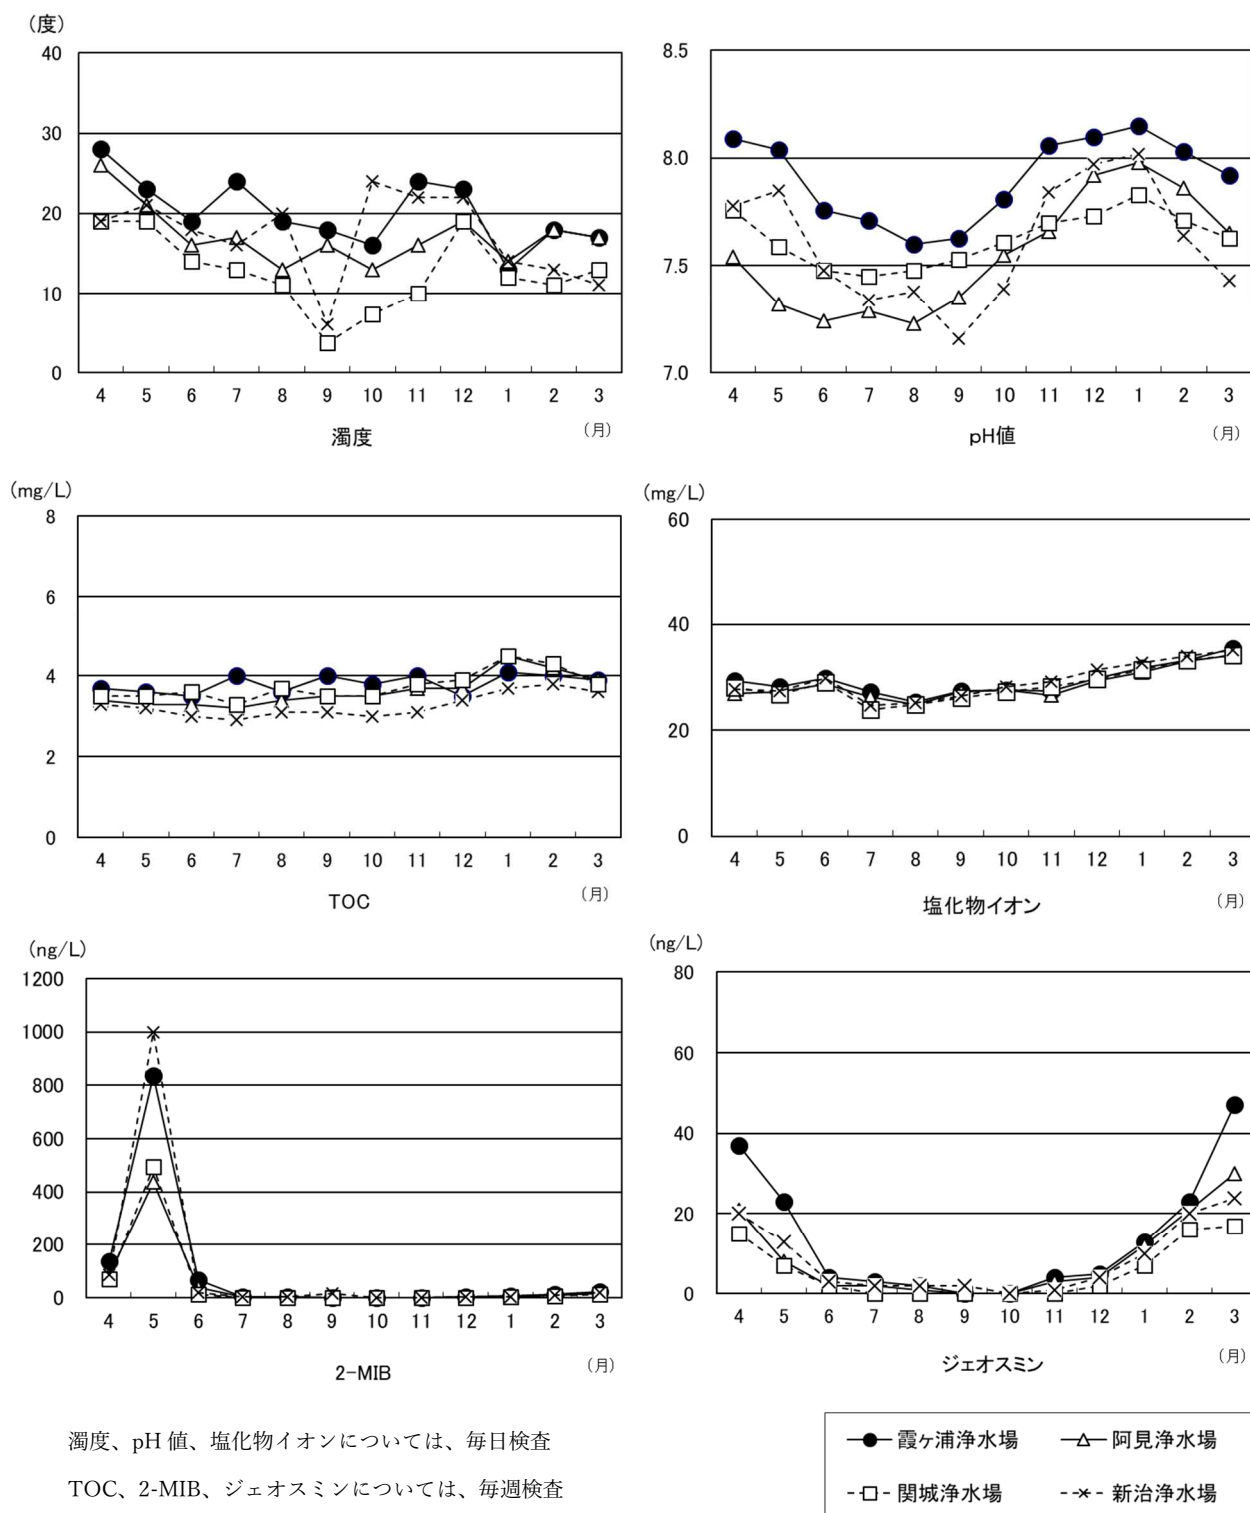 (度)
40
30
20
10
0
4 5 6 7 8 9 10 11 12 1 2 3
濁度 (月)
8.5
8.0
7.5
7.0
4 5 6 7 8 9 10 11 12 1 2 3
pH値 (月)
(mg/L)
8
6
4
2
0
4 5 6 7 8 9 10 11 12 1 2 3
TOC (月)
(mg/L)
60
40
20
0
4 5 6 7 8 9 10 11 12 1 2 3
塩化物イオン (月)
(ng/L)
1200
1000
800
600
400
200
0
4 5 6 7 8 9 10 11 12 1 2 3
2-MIB (月)
(ng/L)
80
60
40
20
0
4 5 6 7 8 9 10 11 12 1 2 3
ジェオスミン (月)
濁度、pH 値、塩化物イオンについては、毎日検査
TOC、2-MIB、ジェオスミンについては、毎週検査
霞ヶ浦浄水場 阿見浄水場
関城浄水場 新治浄水場